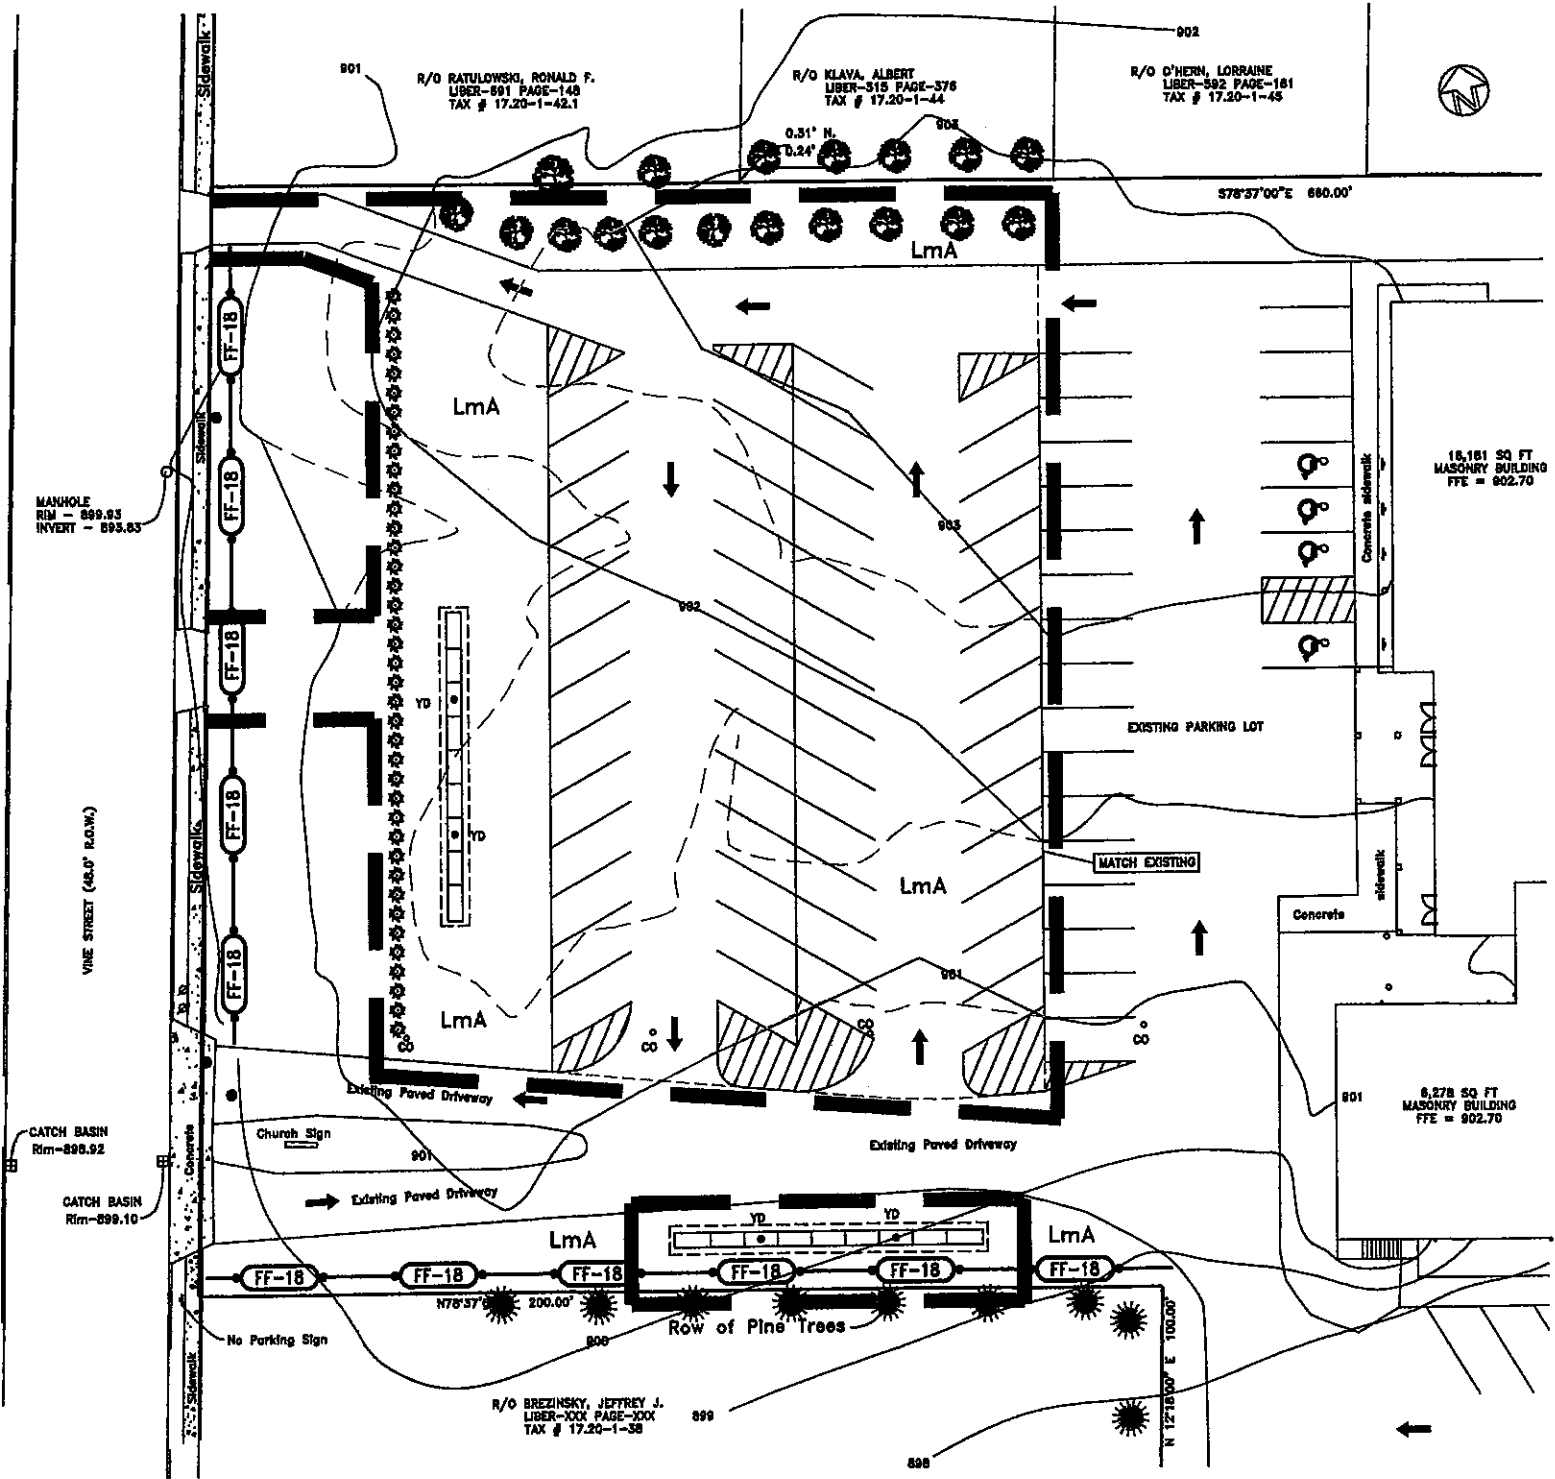 Sidewalk
901
R/O RATULOWSKI, RONALD F.
LIBER-591 PAGE-148
TAX # 17.20-1-42.1
R/O KLAVA, ALBERT
LIBER-315 PAGE-376
TAX # 17.20-1-44
902
R/O O'HERN, LORRAINE
LIBER-592 PAGE-161
TAX # 17.20-1-45
N
0.31' N.
0.24'
903
S78°37'00"E 660.00'
LmA
FF-18
LmA
Sidewalk
FF-18
MANHOLE
RIM - 899.93
INVERT - 893.83
903
Concrete sidewalk
16,161 SQ FT
MASONRY BUILDING
FFE = 902.70
902
FF-18
YD
EXISTING PARKING LOT
FF-18
YD
Sidewalk
VINE STREET (48.0' R.O.W.)
MATCH EXISTING
LmA
sidewalk
Concrete
FF-18
901
LmA
CO
CO
CO
CO
Existing Paved Driveway
901
6,278 SQ FT
MASONRY BUILDING
FFE = 902.70
CATCH BASIN
Rim-898.92
Church Sign
901
Existing Paved Driveway
Concrete
CATCH BASIN
Rim-899.10
Existing Paved Driveway
YD
YD
LmA
LmA
FF-18
FF-18
FF-18
FF-18
FF-18
FF-18
N78°37'
200.00'
Row of Pine Trees
No Parking Sign
900
Sidewalk
N 12°18'00" E 100.00'
R/O BREZINSKY, JEFFREY J.
LIBER-XXX PAGE-XXX
TAX # 17.20-1-38
899
898